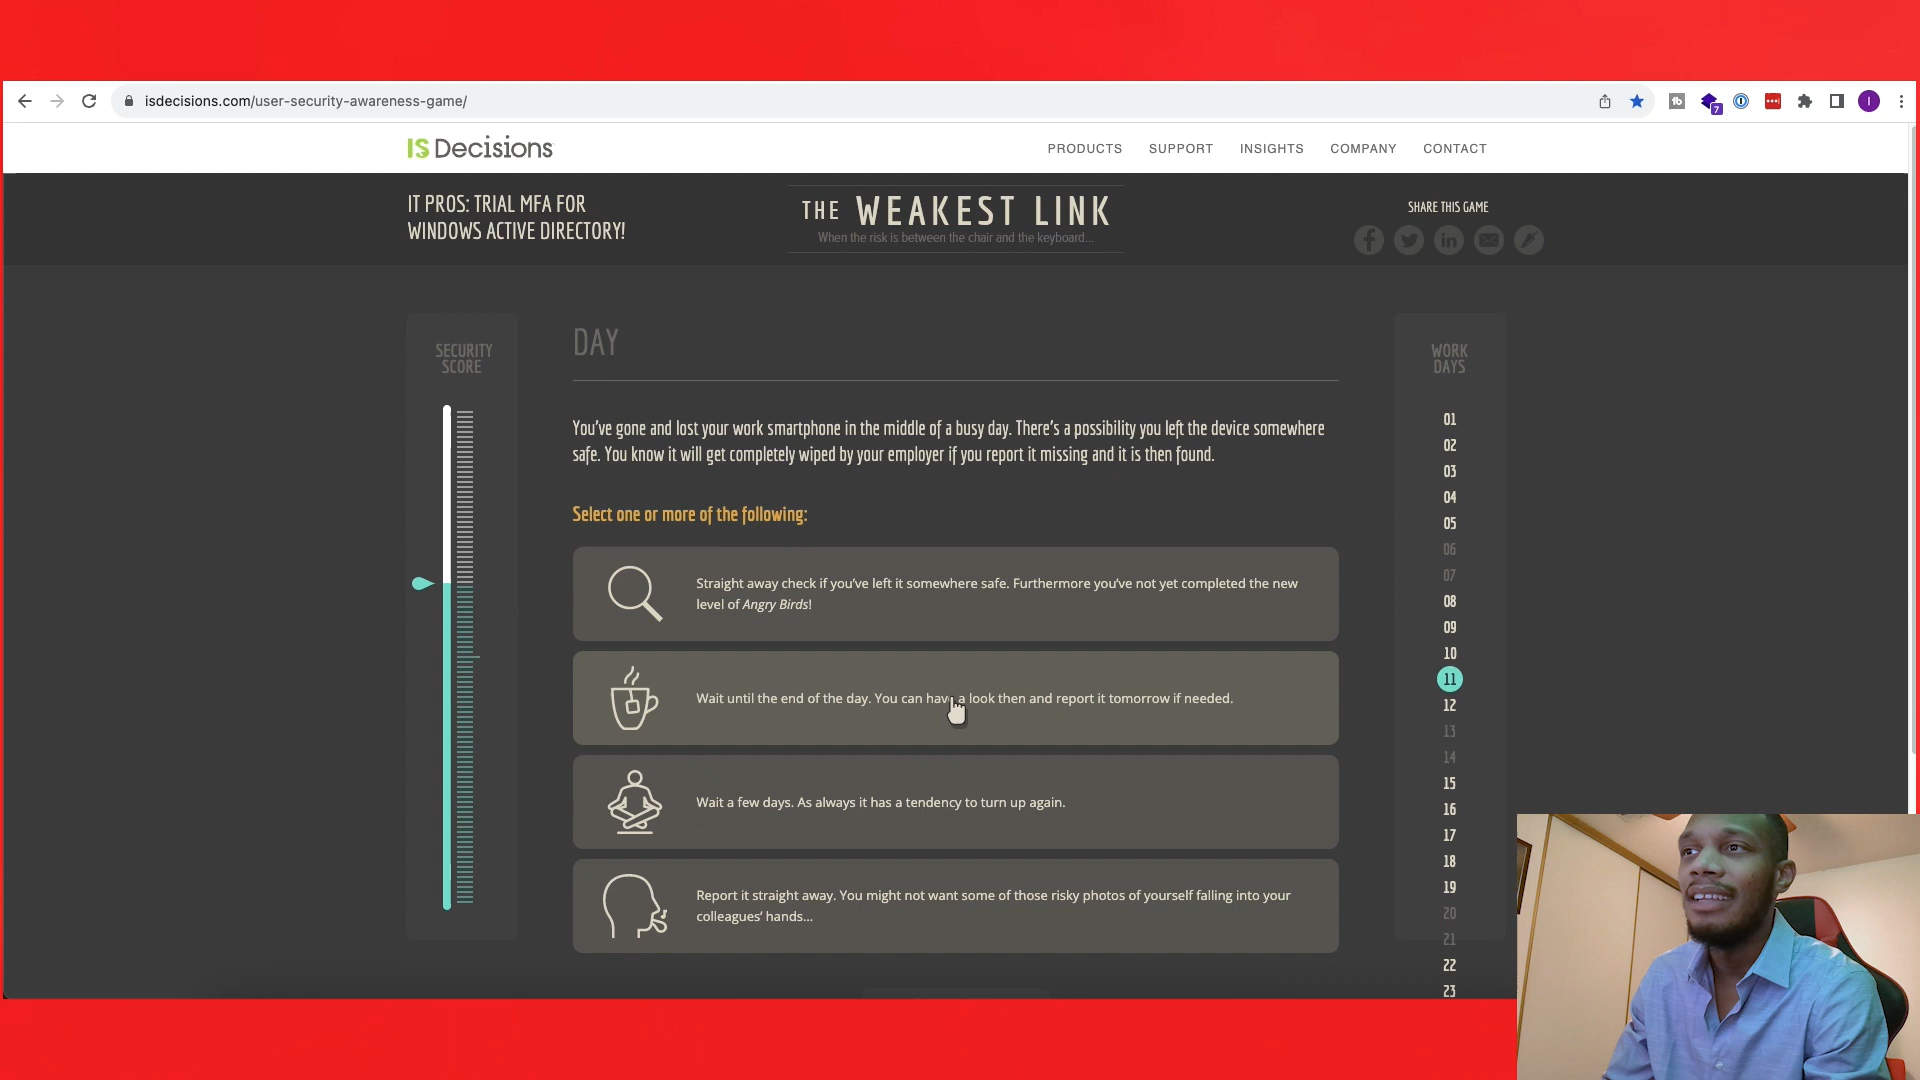 isdecisions.com/user-security-awareness-game/
7
I
IS Decisions
PRODUCTS SUPPORT INSIGHTS COMPANY CONTACT
IT PROS: TRIAL MFA FOR
WINDOWS ACTIVE DIRECTORY!
THE WEAKEST LINK
When the risk is between the chair and the keyboard...
SHARE THIS GAME
SECURITY
SCORE
DAY
You've gone and lost your work smartphone in the middle of a busy day. There's a possibility you left the device somewhere
safe. You know it will get completely wiped by your employer if you report it missing and it is then found.
Select one or more of the following:
Straight away check if you've left it somewhere safe. Furthermore you've not yet completed the new
level of Angry Birds!
Wait until the end of the day. You can have a look then and report it tomorrow if needed.
Wait a few days. As always it has a tendency to turn up again.
Report it straight away. You might not want some of those risky photos of yourself falling into your
colleagues' hands...
WORK
DAYS
01
02
03
04
05
06
07
08
09
10
11
12
13
14
15
16
17
18
19
20
21
22
23